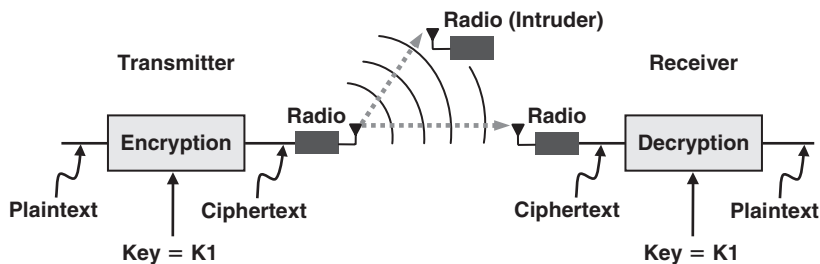 Radio (Intruder)
Transmitter
Receiver
Radio
Radio
Encryption
Decryption
Plaintext
Ciphertext
Ciphertext
Plaintext
Key = K1
Key = K1